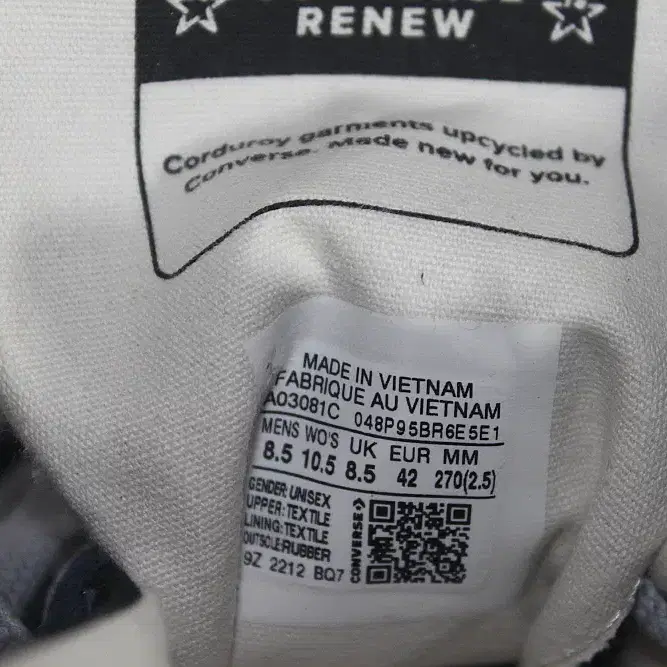 RENEW
Corduroy garments upcycled by
Converse. Made new for you.
MADE IN VIETNAM
FABRIQUE AU VIETNAM
A03081C 048P95BR6E5E1
MENS WO'S UK EUR MM
8.5 10.5 8.5 42 270(2.5)
GENDER: UNISEX
UPPER: TEXTILE
LINING: TEXTILE
OUTSOLE: RUBBER
9Z 2212 BQ7
CONVERSE